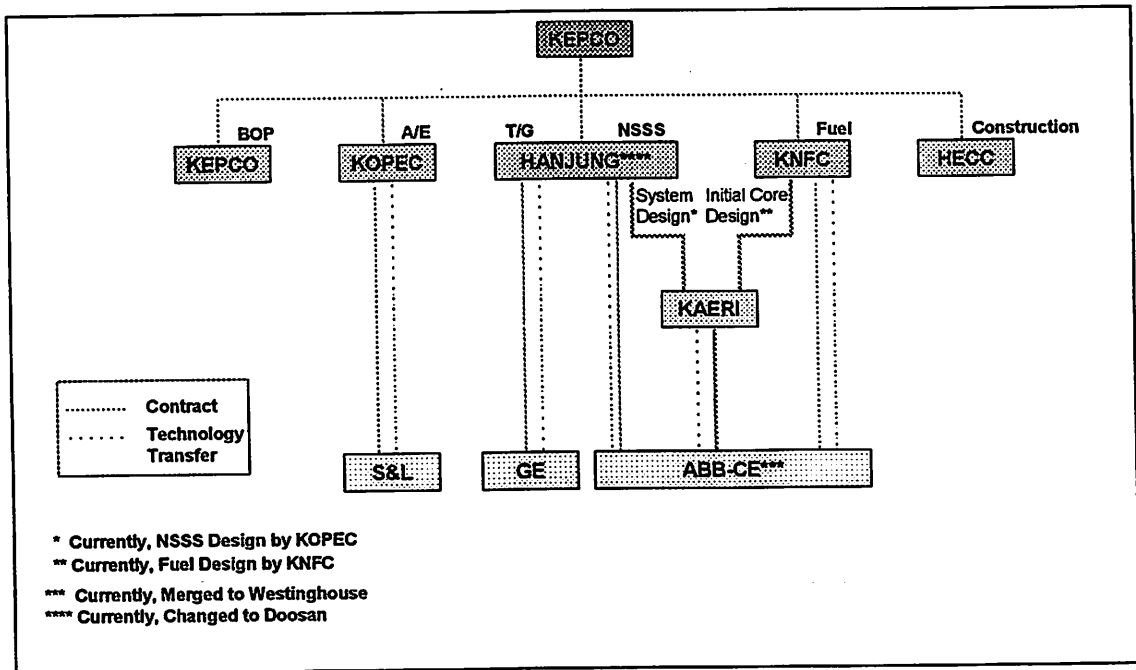 KEPCO
BOP
A/E
T/G
NSSS
Fuel
Construction
KEPCO
KOPEC
HANJUNG****
KNFC
HECC
System Design*
Initial Core Design**
KAERI
Contract
Technology
Transfer
S&L
GE
ABB-CE***
* Currently, NSSS Design by KOPEC
** Currently, Fuel Design by KNFC
*** Currently, Merged to Westinghouse
**** Currently, Changed to Doosan